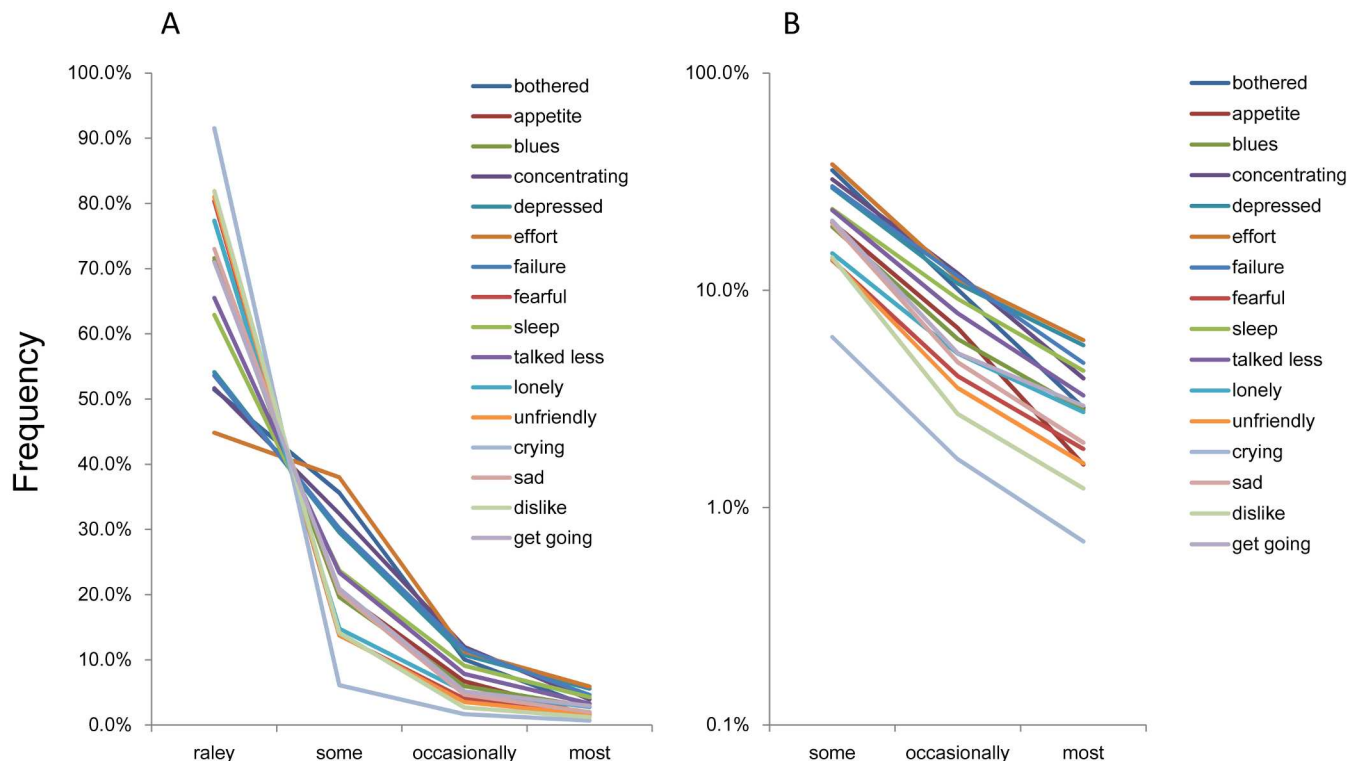 A
Frequency
100.0%
90.0%
80.0%
70.0%
60.0%
50.0%
40.0%
30.0%
20.0%
10.0%
0.0%
raley some occasionally most
bothered
appetite
blues
concentrating
depressed
effort
failure
fearful
sleep
talked less
lonely
unfriendly
crying
sad
dislike
get going
B
100.0%
10.0%
1.0%
0.1%
some occasionally most
bothered
appetite
blues
concentrating
depressed
effort
failure
fearful
sleep
talked less
lonely
unfriendly
crying
sad
dislike
get going